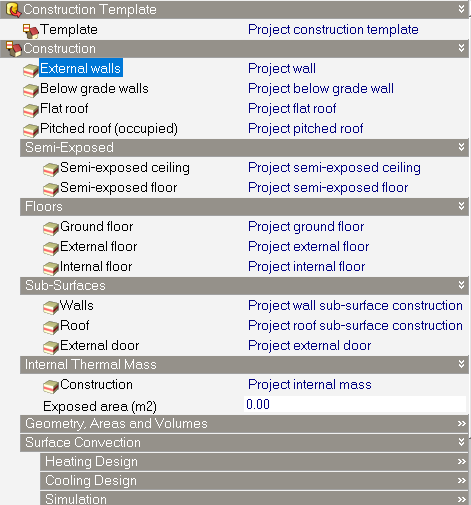 Construction Template
Template Project construction template
Construction
External walls Project wall
Below grade walls Project below grade wall
Flat roof Project flat roof
Pitched roof (occupied) Project pitched roof
Semi-Exposed
Semi-exposed ceiling Project semi-exposed ceiling
Semi-exposed floor Project semi-exposed floor
Floors
Ground floor Project ground floor
External floor Project external floor
Internal floor Project internal floor
Sub-Surfaces
Walls Project wall sub-surface construction
Roof Project roof sub-surface construction
External door Project external door
Internal Thermal Mass
Construction Project internal mass
Exposed area (m2) 0.00
Geometry, Areas and Volumes
Surface Convection
Heating Design
Cooling Design
Simulation